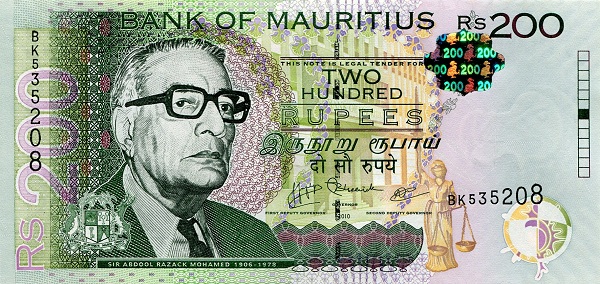 BANK OF MAURITIUS
Rs 200
BK535208
Rs 200
200
THIS NOTE IS LEGAL TENDER FOR
TWO
HUNDRED
RUPEES
இருநூறு ரூபாய்
दो सौ रुपये
FIRST DEPUTY GOVERNOR
2010
SECOND DEPUTY GOVERNOR
BK535208
SIR ABDOOL RAZACK MOHAMED 1906-1978